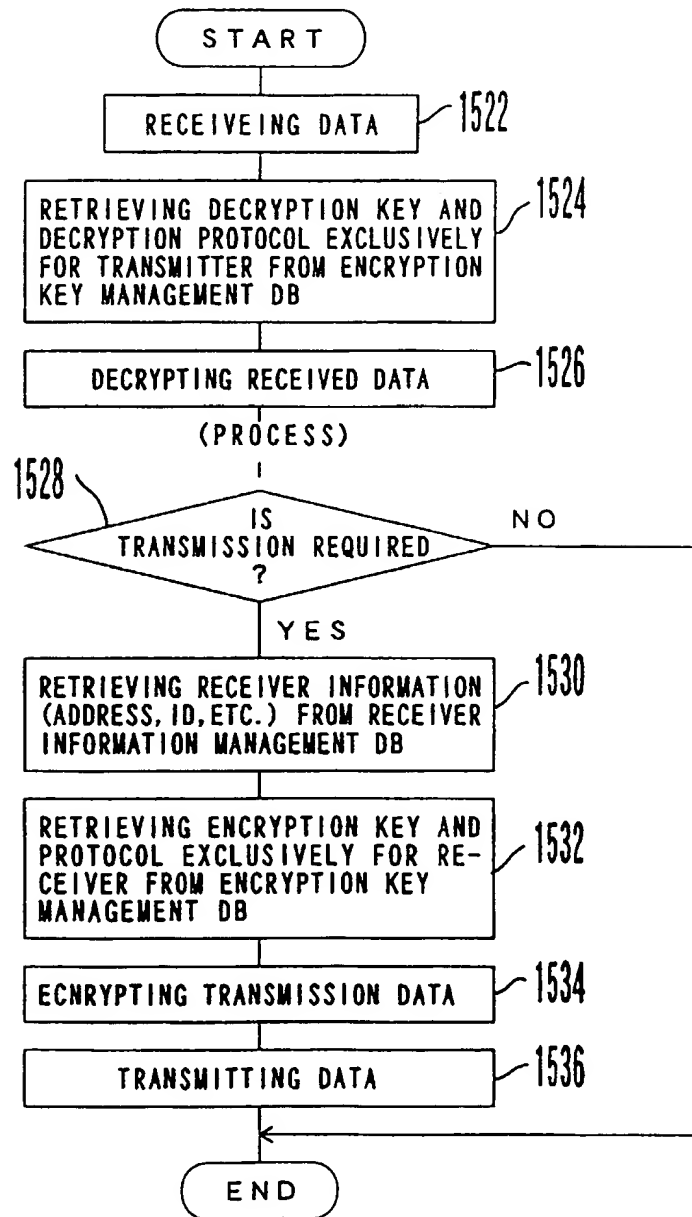 START
RECEIVEING DATA
1522
RETRIEVING DECRYPTION KEY AND
DECRYPTION PROTOCOL EXCLUSIVELY
FOR TRANSMITTER FROM ENCRYPTION
KEY MANAGEMENT DB
1524
DECRYPTING RECEIVED DATA
1526
(PROCESS)
1528
IS
TRANSMISSION REQUIRED
?
NO
YES
RETRIEVING RECEIVER INFORMATION
(ADDRESS, ID, ETC.) FROM RECEIVER
INFORMATION MANAGEMENT DB
1530
RETRIEVING ENCRYPTION KEY AND
PROTOCOL EXCLUSIVELY FOR RE-
CEIVER FROM ENCRYPTION KEY
MANAGEMENT DB
1532
ECNRYPTING TRANSMISSION DATA
1534
TRANSMITTING DATA
1536
END